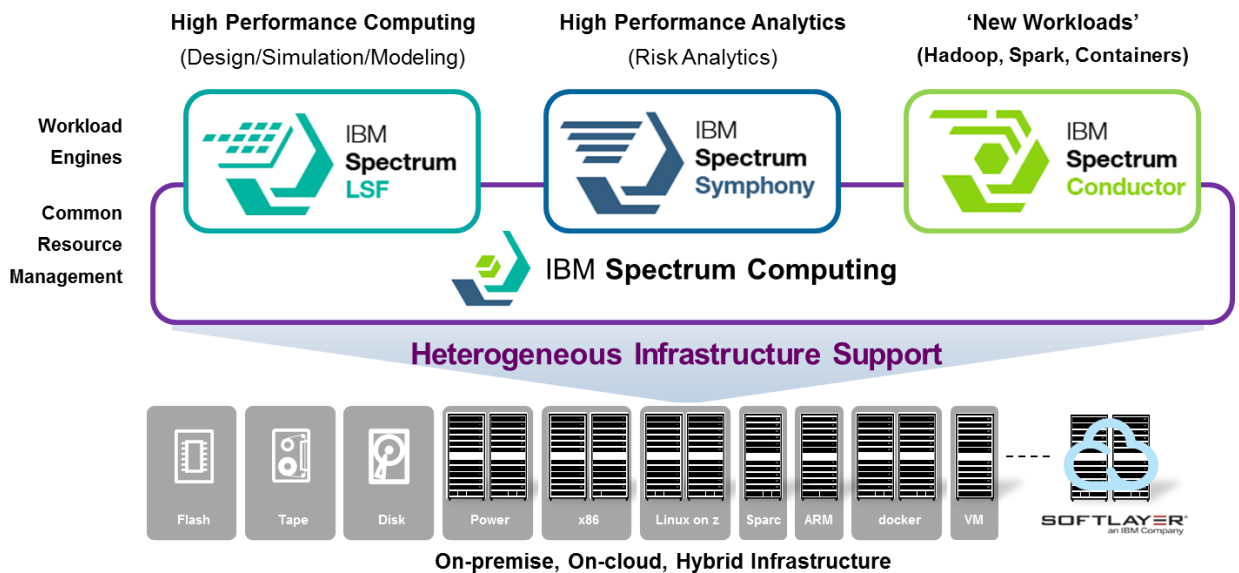 High Performance Computing
(Design/Simulation/Modeling)
High Performance Analytics
(Risk Analytics)
‘New Workloads’
(Hadoop, Spark, Containers)
Workload
Engines
IBM
Spectrum
LSF
IBM
Spectrum
Symphony
IBM
Spectrum
Conductor
Common
Resource
Management
IBM Spectrum Computing
Heterogeneous Infrastructure Support
Flash
Tape
Disk
Power
x86
Linux on z
Sparc
ARM
docker
VM
SOFTLAYER®
an IBM Company
On-premise, On-cloud, Hybrid Infrastructure